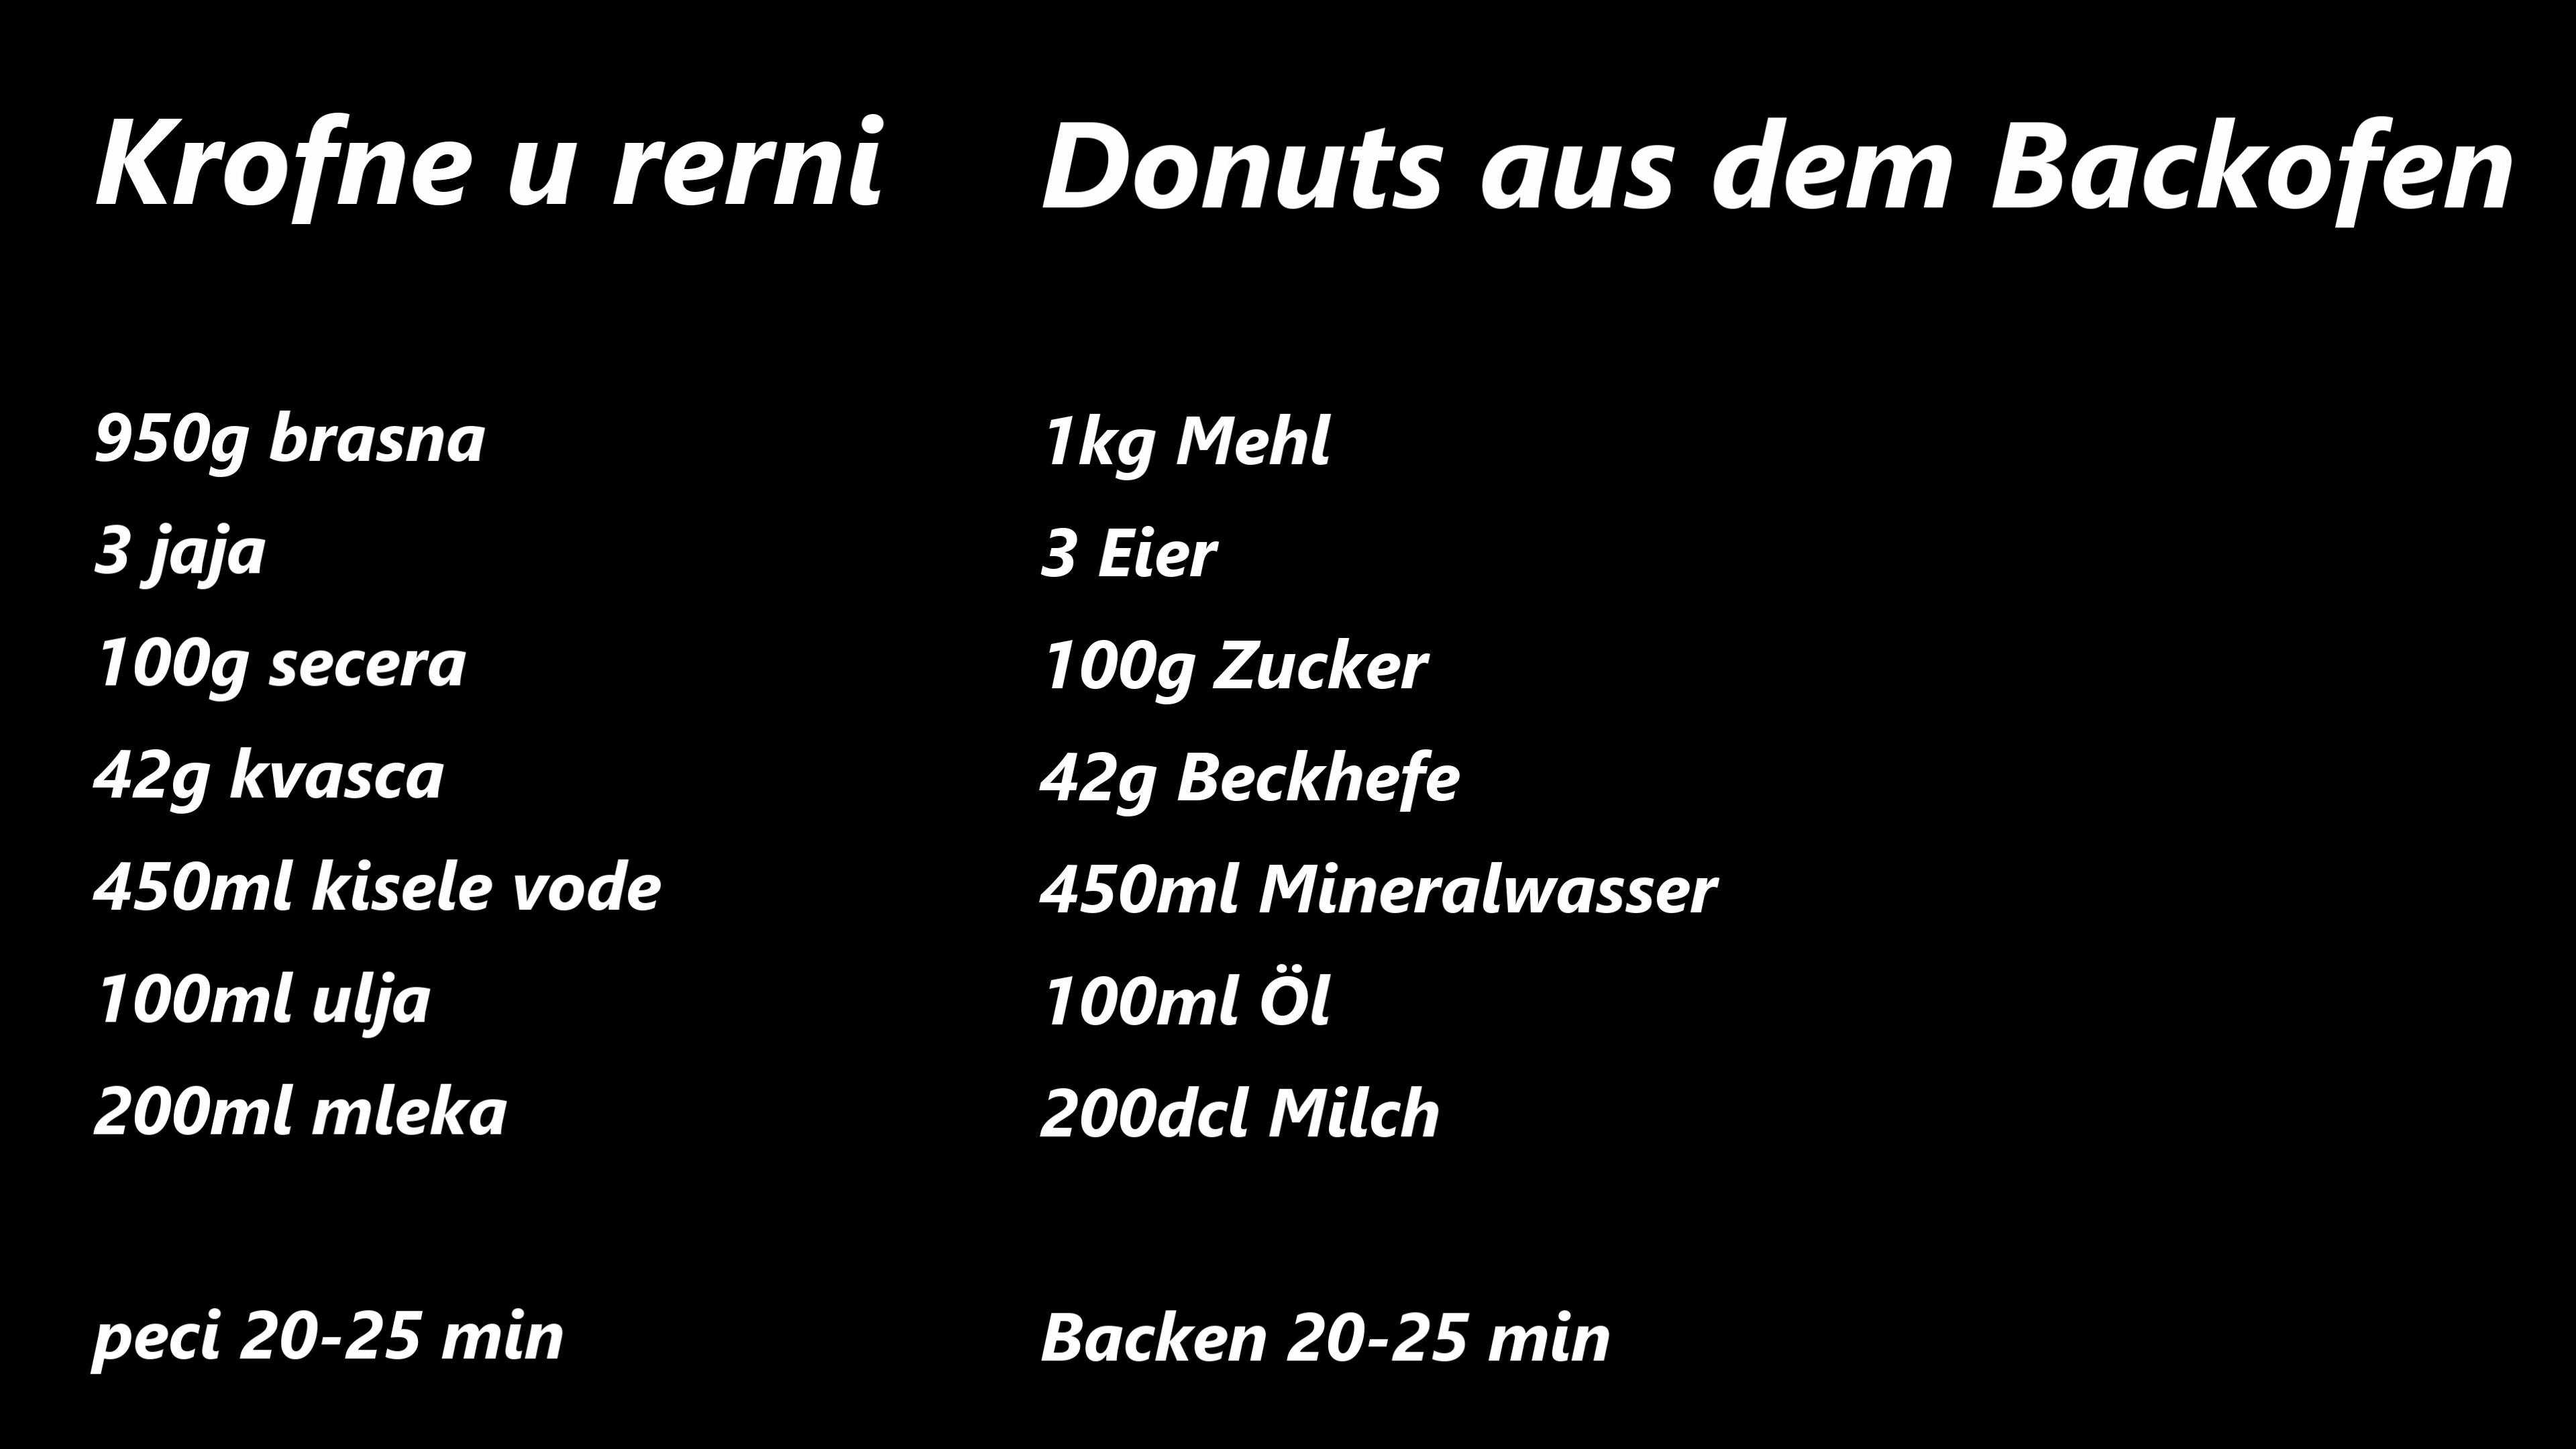 Krofne u rerni
950g brasna
3 jaja
100g secera
42g kvasca
450ml kisele vode
100ml ulja
200ml mleka
peci 20-25 min
Donuts aus dem Backofen
1kg Mehl
3 Eier
100g Zucker
42g Beckhefe
450ml Mineralwasser
100ml Öl
200dcl Milch
Backen 20-25 min